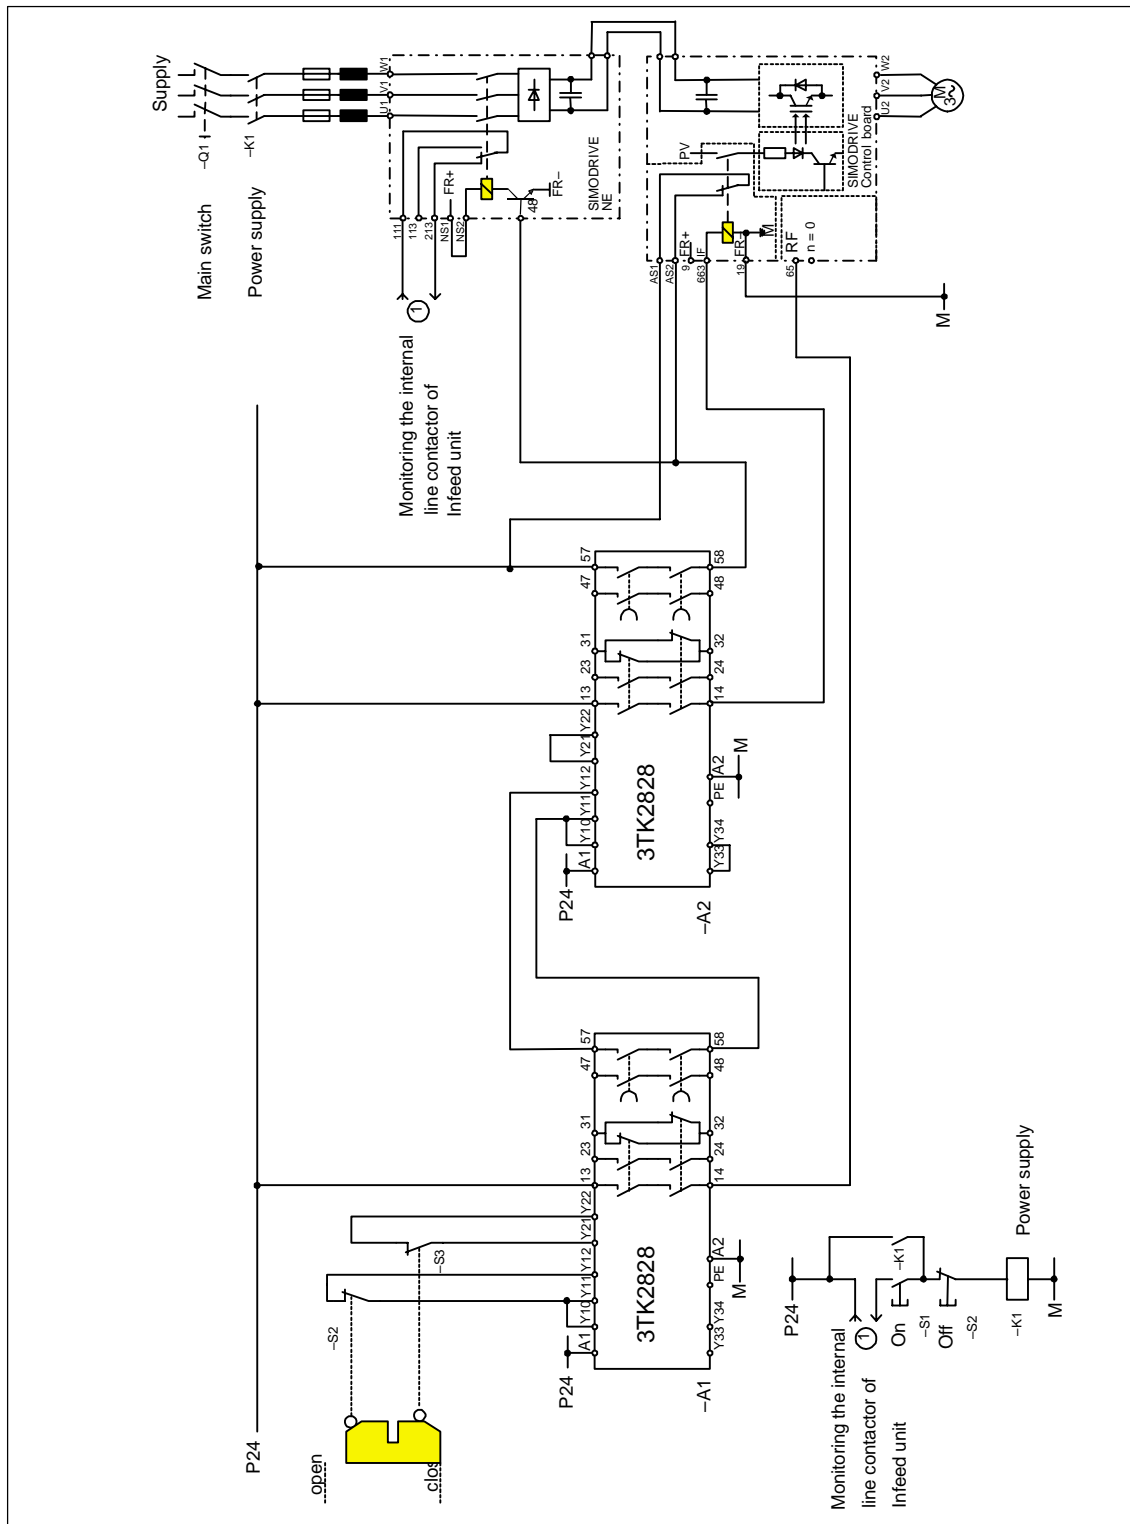 Supply
–Q1
–K1
Main switch
Power supply
W1
V1
U1
111
113
213
NS1
NS2
FR+
48
FR–
SIMODRIVE
NE
1
Monitoring the internal
line contactor of
Infeed unit
PV
SIMODRIVE
Control board
W2
V2
U2
M
3~
AS1
AS2
FR+
9
IF
663
FR–
19
M
RF
65
n = 0
M
57
47
31
23
13
Y22
Y21
Y12
Y11
Y10
A1
58
48
32
24
14
A2
PE
Y34
Y33
M
3TK2828
P24
–A2
57
47
31
23
13
Y22
Y21
Y12
Y11
Y10
A1
58
48
32
24
14
A2
PE
Y34
Y33
M
3TK2828
P24
–A1
–S3
–S2
P24
open
clos
P24
–K1
1
On
–S1
Off
–S2
–K1
M
Power supply
Monitoring the internal
line contactor of
Infeed unit